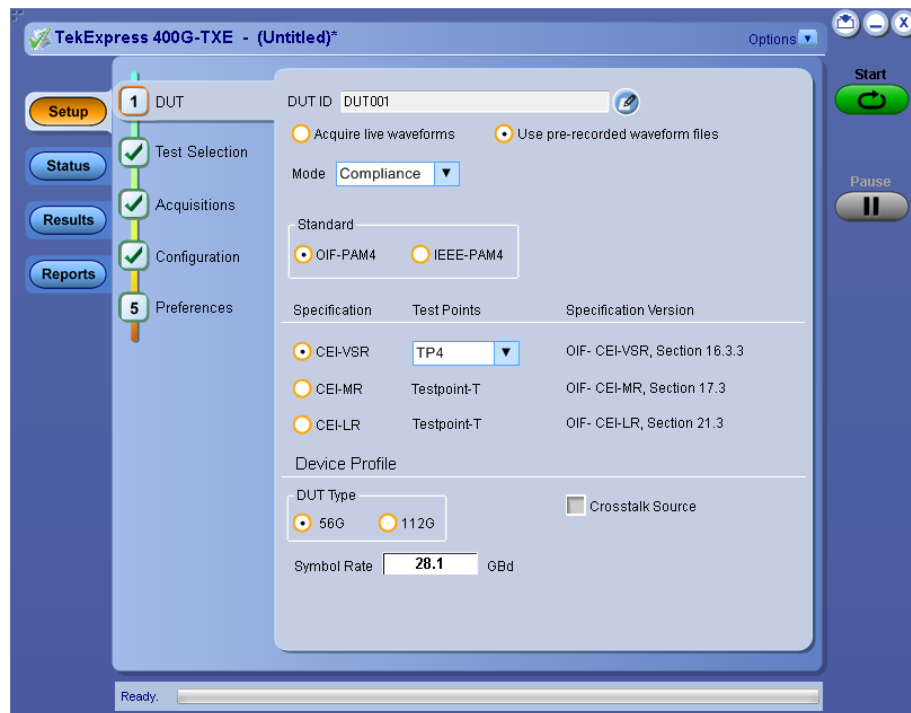 TekExpress 400G-TXE - (Untitled)*
Options
Start
Pause
Setup
Status
Results
Reports
1 DUT
Test Selection
Acquisitions
Configuration
5 Preferences
DUT ID DUT001
Acquire live waveforms Use pre-recorded waveform files
Mode Compliance
Standard
OIF-PAM4 IEEE-PAM4
Specification Test Points Specification Version
CEI-VSR TP4 OIF- CEI-VSR, Section 16.3.3
CEI-MR Testpoint-T OIF- CEI-MR, Section 17.3
CEI-LR Testpoint-T OIF- CEI-LR, Section 21.3
Device Profile
DUT Type
56G 112G
Crosstalk Source
Symbol Rate 28.1 GBd
Ready.